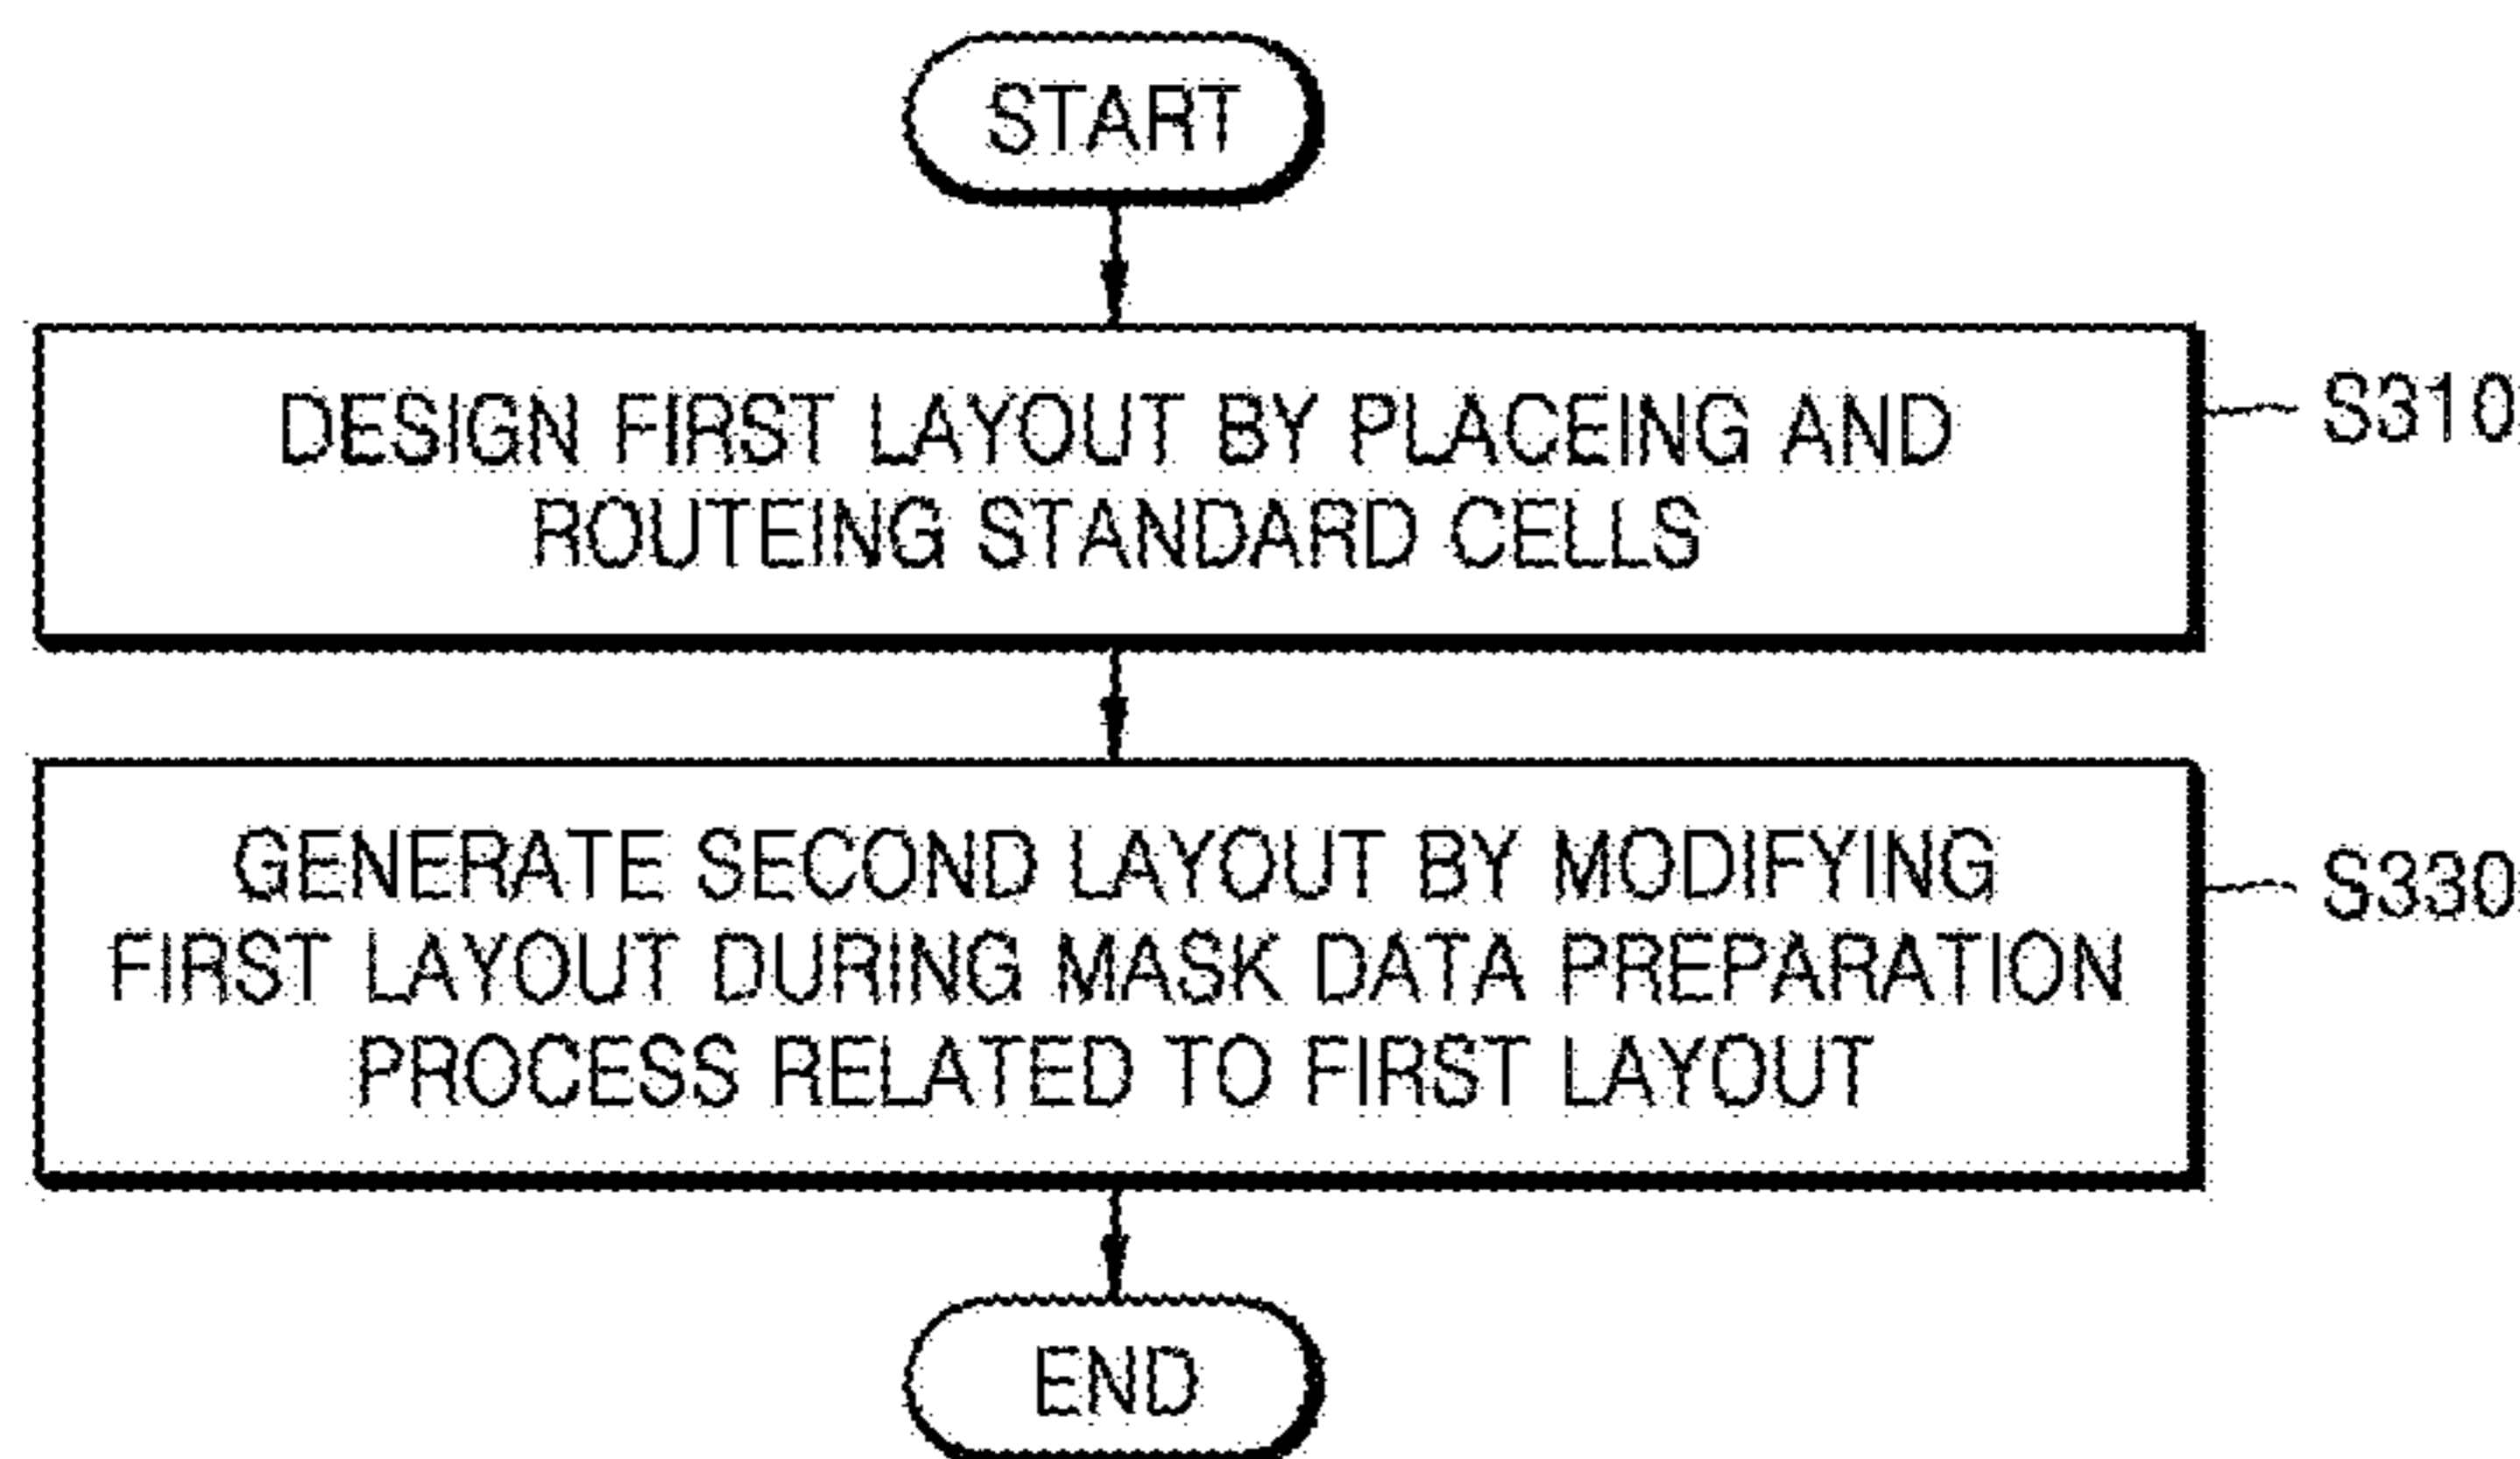 START
DESIGN FIRST LAYOUT BY PLACEING AND
ROUTEING STANDARD CELLS
S310
GENERATE SECOND LAYOUT BY MODIFYING
FIRST LAYOUT DURING MASK DATA PREPARATION
PROCESS RELATED TO FIRST LAYOUT
S330
END